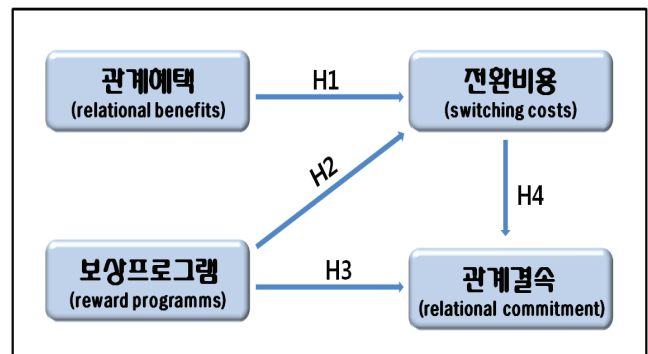 관계혜택
(relational benefits)
H1
전환비용
(switching costs)
H2
H4
보상프로그램
(reward programms)
H3
관계결속
(relational commitment)